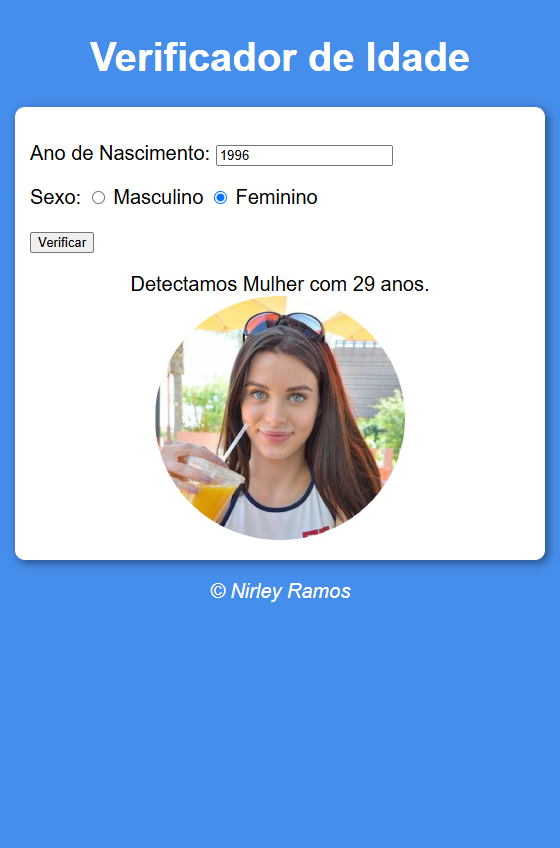 Verificador de Idade
Ano de Nascimento: 1996
Sexo: Masculino Feminino
Verificar
Detectamos Mulher com 29 anos.
© Nirley Ramos